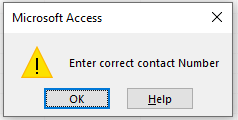 Microsoft Access
Enter correct contact Number
OK
Help